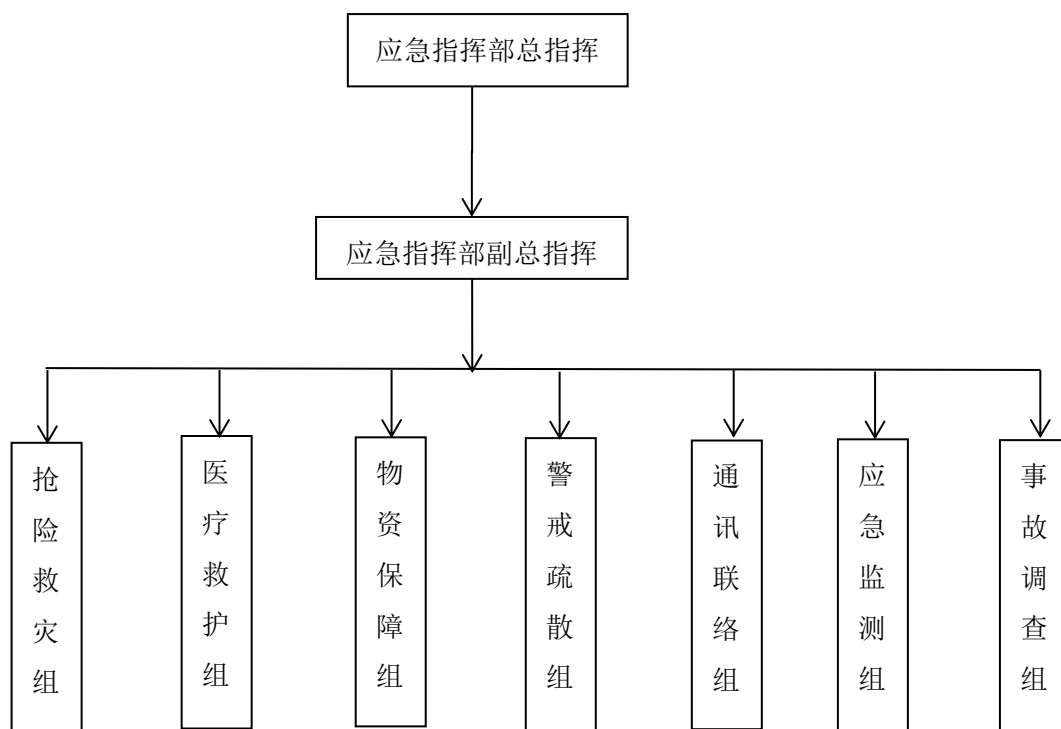 应急指挥部总指挥
应急指挥部副总指挥
抢险救灾组
医疗救护组
物资保障组
警戒疏散组
通讯联络组
应急监测组
事故调查组